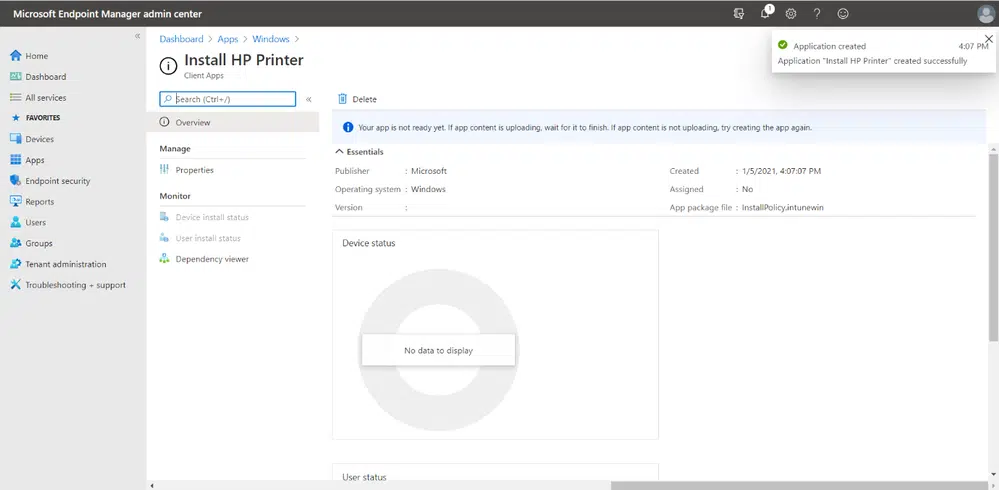 Microsoft Endpoint Manager admin center
1
Home
Dashboard
All services
FAVORITES
Devices
Apps
Endpoint security
Reports
Users
Groups
Tenant administration
Troubleshooting + support
Dashboard > Apps > Windows >
Install HP Printer
Client Apps
Application created 4:07 PM
Application "Install HP Printer" created successfully
Search (Ctrl+/)
Overview
Manage
Properties
Monitor
Device install status
User install status
Dependency viewer
Delete
Your app is not ready yet. If app content is uploading, wait for it to finish. If app content is not uploading, try creating the app again.
Essentials
Publisher : Microsoft
Operating system : Windows
Version :
Created : 1/5/2021, 4:07:07 PM
Assigned : No
App package file : InstallPolicy.intunewin
Device status
No data to display
User status